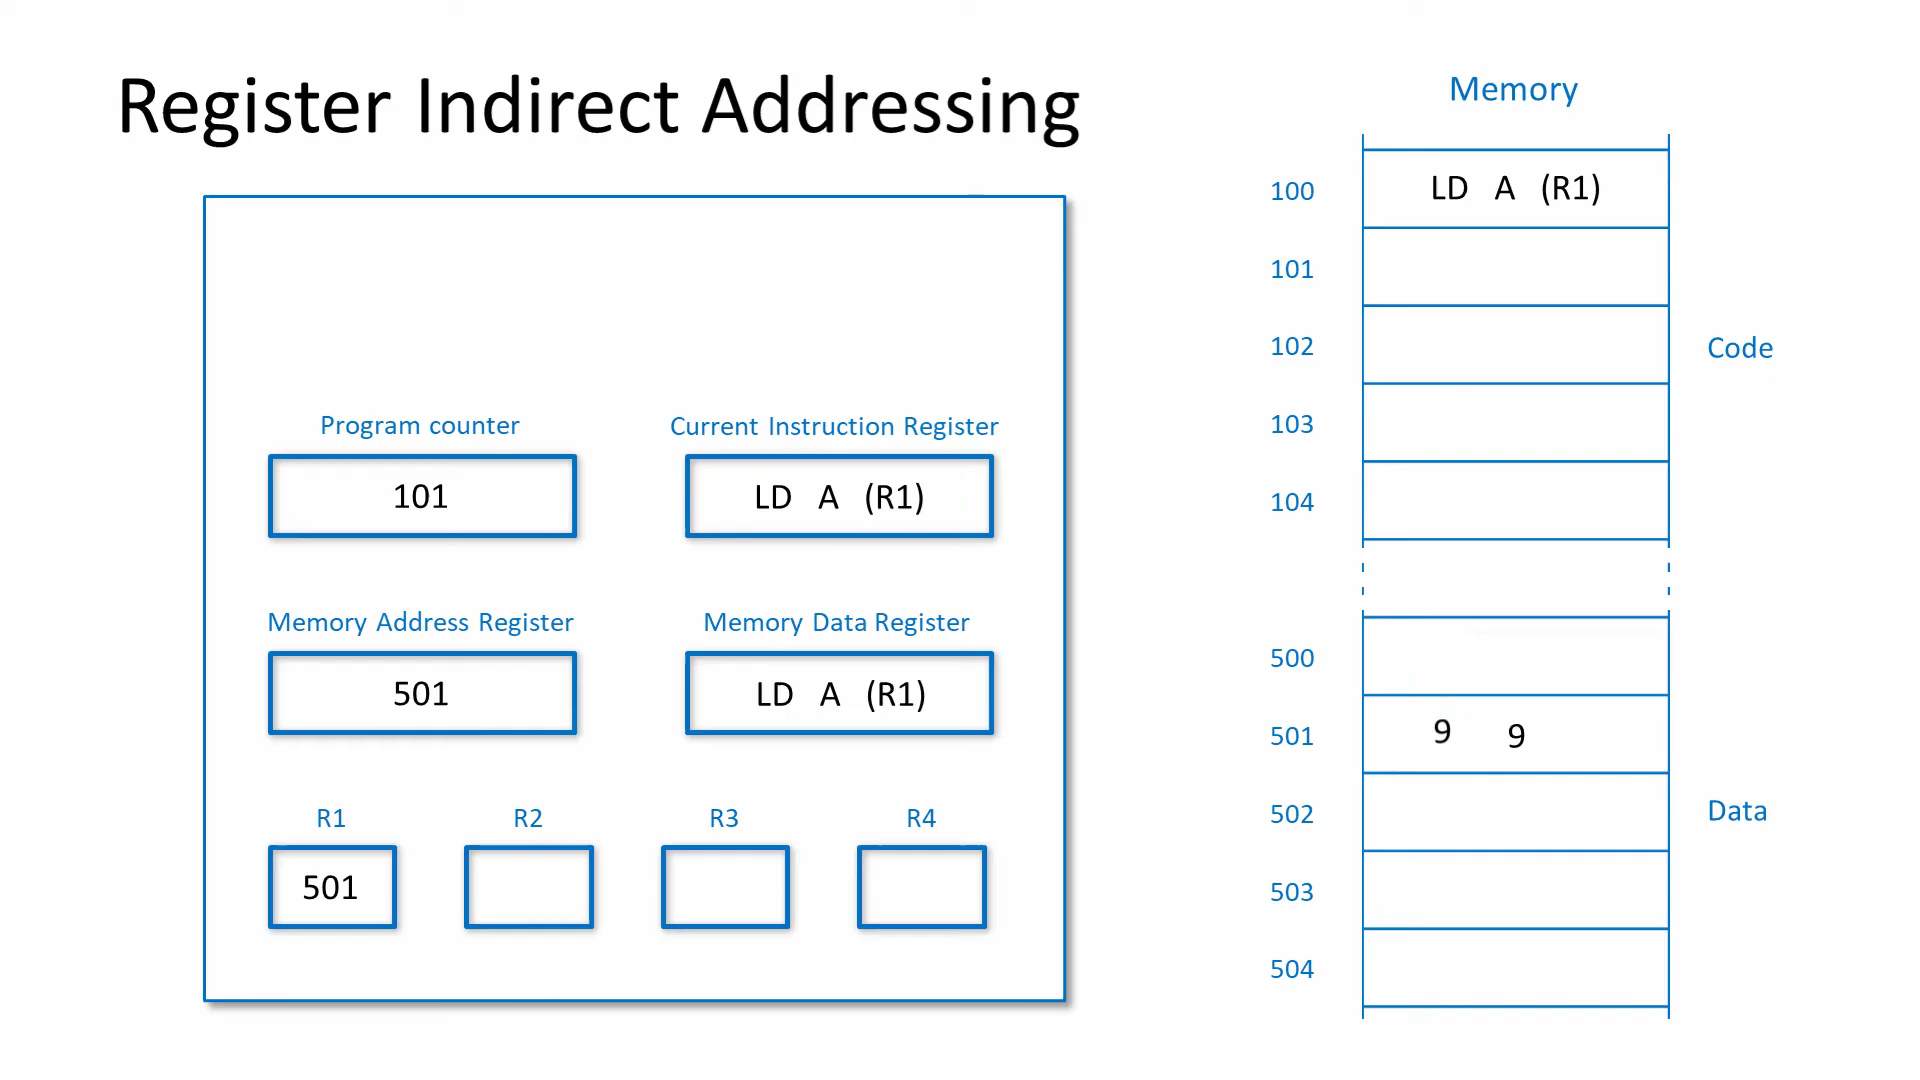 Register Indirect Addressing
Program counter
101
Current Instruction Register
LD A (R1)
Memory Address Register
501
Memory Data Register
LD A (R1)
R1
501
R2
R3
R4
Memory
100 LD A (R1)
101
102
103
104
Code
500
501 9 9
502
503
504
Data